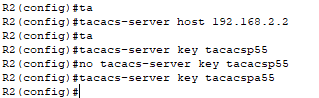 R2(config)#ta
R2(config)#tacacs-server host 192.168.2.2
R2(config)#ta
R2(config)#tacacs-server key tacacsp55
R2(config)#no tacacs-server key tacacsp55
R2(config)#tacacs-server key tacacspa55
R2(config)#